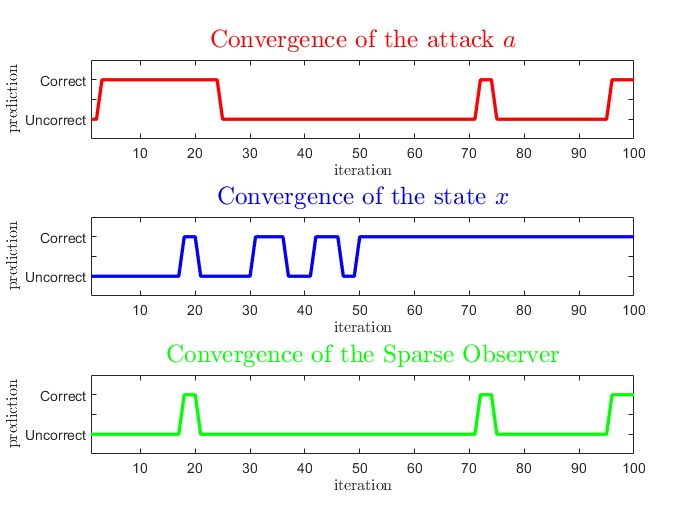 Convergence of the attack a
prediction
Correct
Uncorrect
10 20 30 40 50 60 70 80 90 100
iteration
Convergence of the state x
prediction
Correct
Uncorrect
10 20 30 40 50 60 70 80 90 100
iteration
Convergence of the Sparse Observer
prediction
Correct
Uncorrect
10 20 30 40 50 60 70 80 90 100
iteration